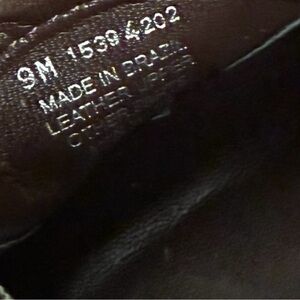 9M 1539 4202
MADE IN BRAZIL
LEATHER UPPER